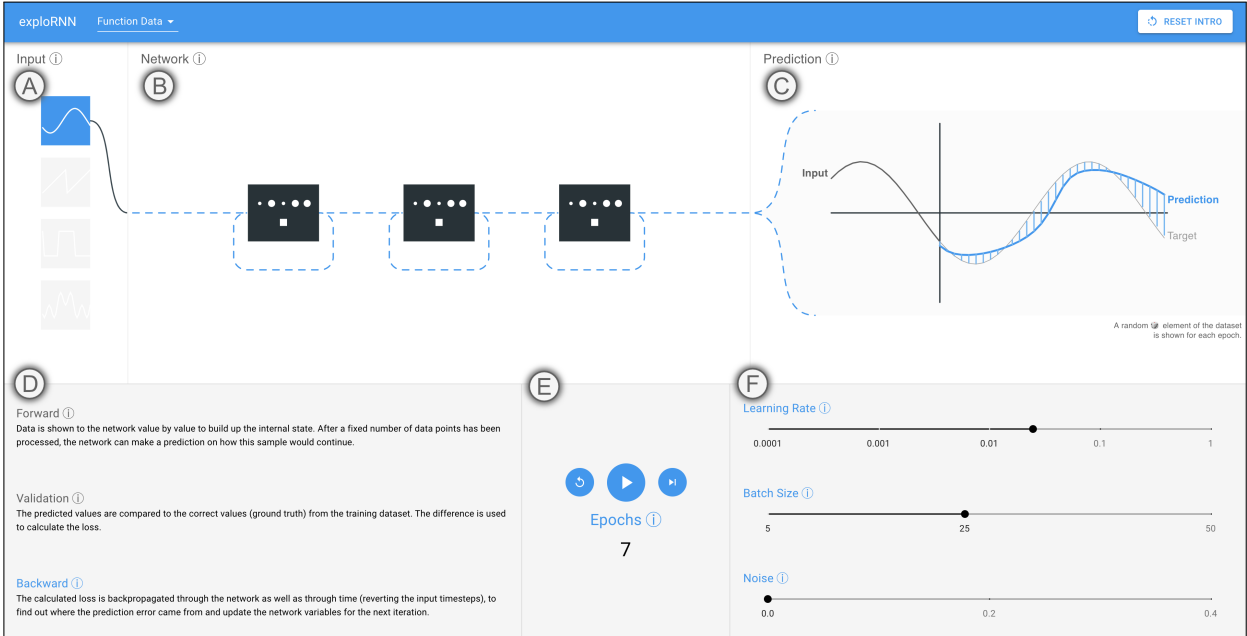 exploRNN
Function Data
RESET INTRO
Input
Network
Prediction
A
B
C
Input
Prediction
Target
A random element of the dataset
is shown for each epoch.
D
E
F
Forward
Data is shown to the network value by value to build up the internal state. After a fixed number of data points has been
processed, the network can make a prediction on how this sample would continue.
Validation
The predicted values are compared to the correct values (ground truth) from the training dataset. The difference is used
to calculate the loss.
Backward
The calculated loss is backpropagated through the network as well as through time (reverting the input timesteps), to
find out where the prediction error came from and update the network variables for the next iteration.
Epochs
7
Learning Rate
0.0001 0.001 0.01 0.1 1
Batch Size
5 25 50
Noise
0.0 0.2 0.4